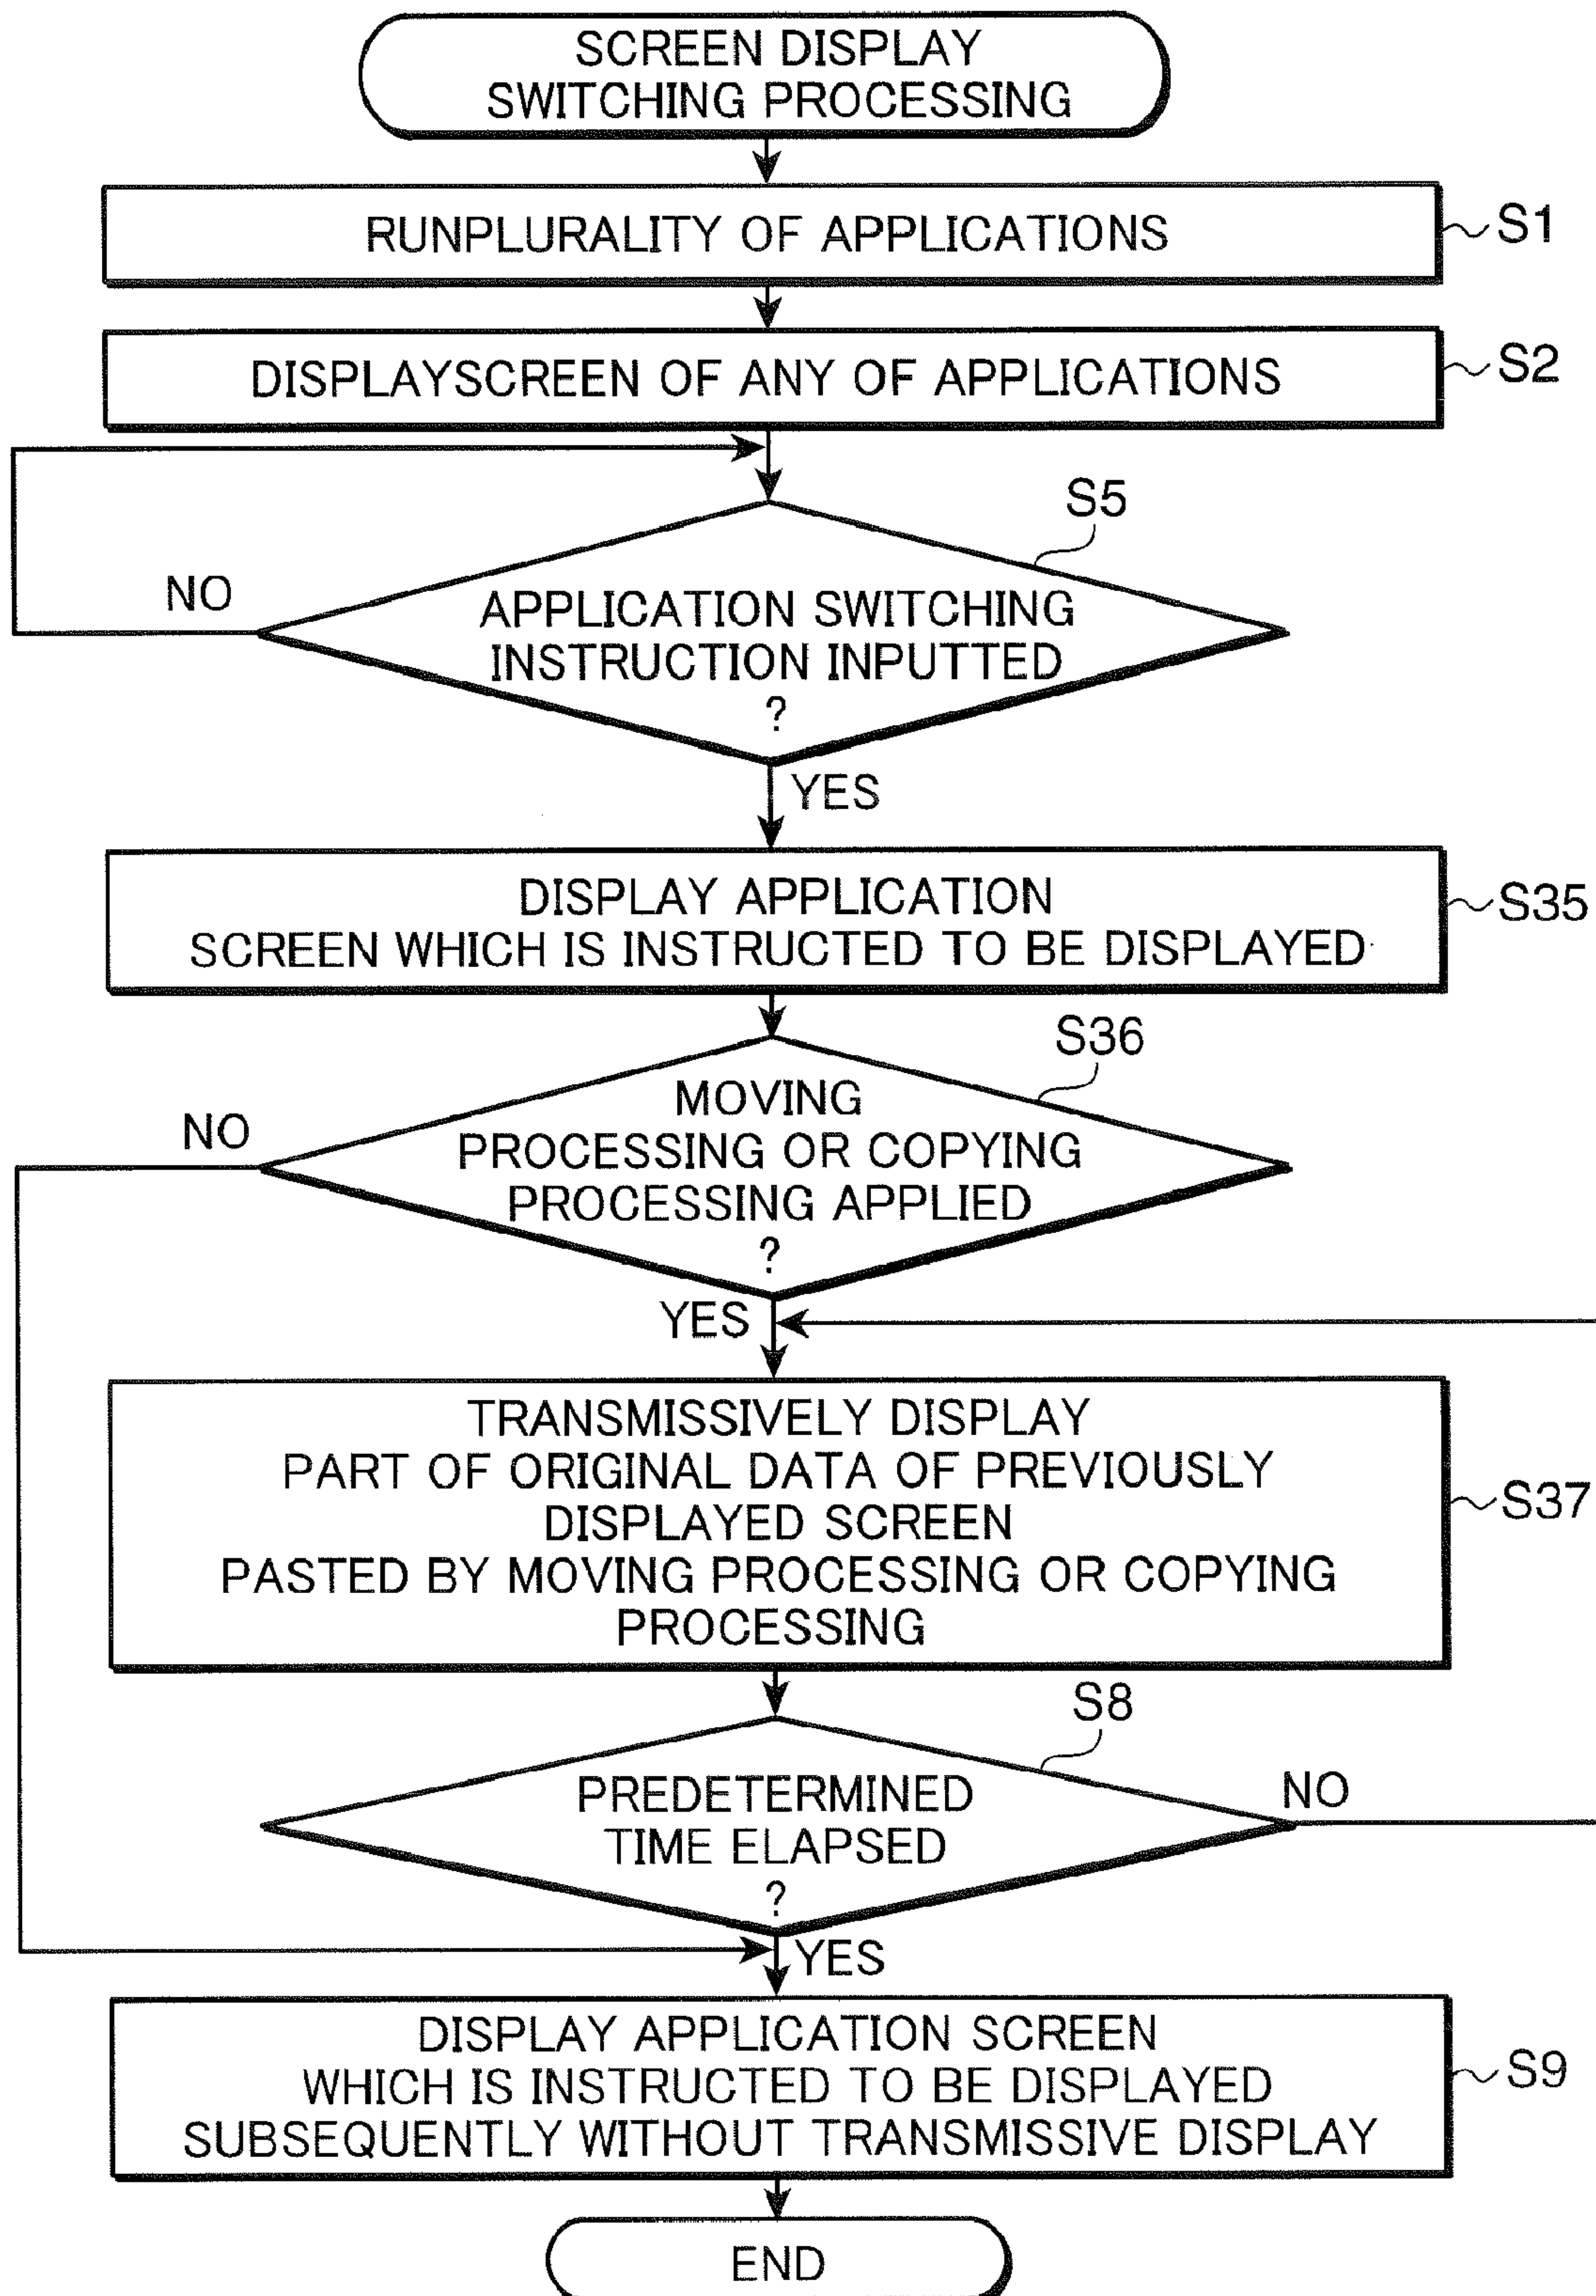 SCREEN DISPLAY
SWITCHING PROCESSING
RUNPLURALITY OF APPLICATIONS
S1
DISPLAYSCREEN OF ANY OF APPLICATIONS
S2
S5
NO
APPLICATION SWITCHING
INSTRUCTION INPUTTED
?
YES
DISPLAY APPLICATION
SCREEN WHICH IS INSTRUCTED TO BE DISPLAYED
S35
S36
NO
MOVING
PROCESSING OR COPYING
PROCESSING APPLIED
?
YES
TRANSMISSIVELY DISPLAY
PART OF ORIGINAL DATA OF PREVIOUSLY
DISPLAYED SCREEN
PASTED BY MOVING PROCESSING OR COPYING
PROCESSING
S37
S8
PREDETERMINED
TIME ELAPSED
?
NO
YES
DISPLAY APPLICATION SCREEN
WHICH IS INSTRUCTED TO BE DISPLAYED
SUBSEQUENTLY WITHOUT TRANSMISSIVE DISPLAY
S9
END